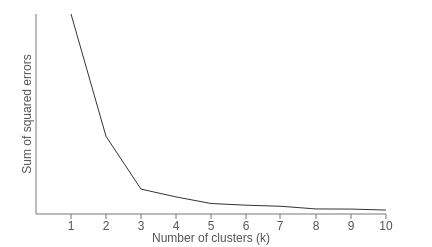 Sum of squared errors
1 2 3 4 5 6 7 8 9 10
Number of clusters (k)